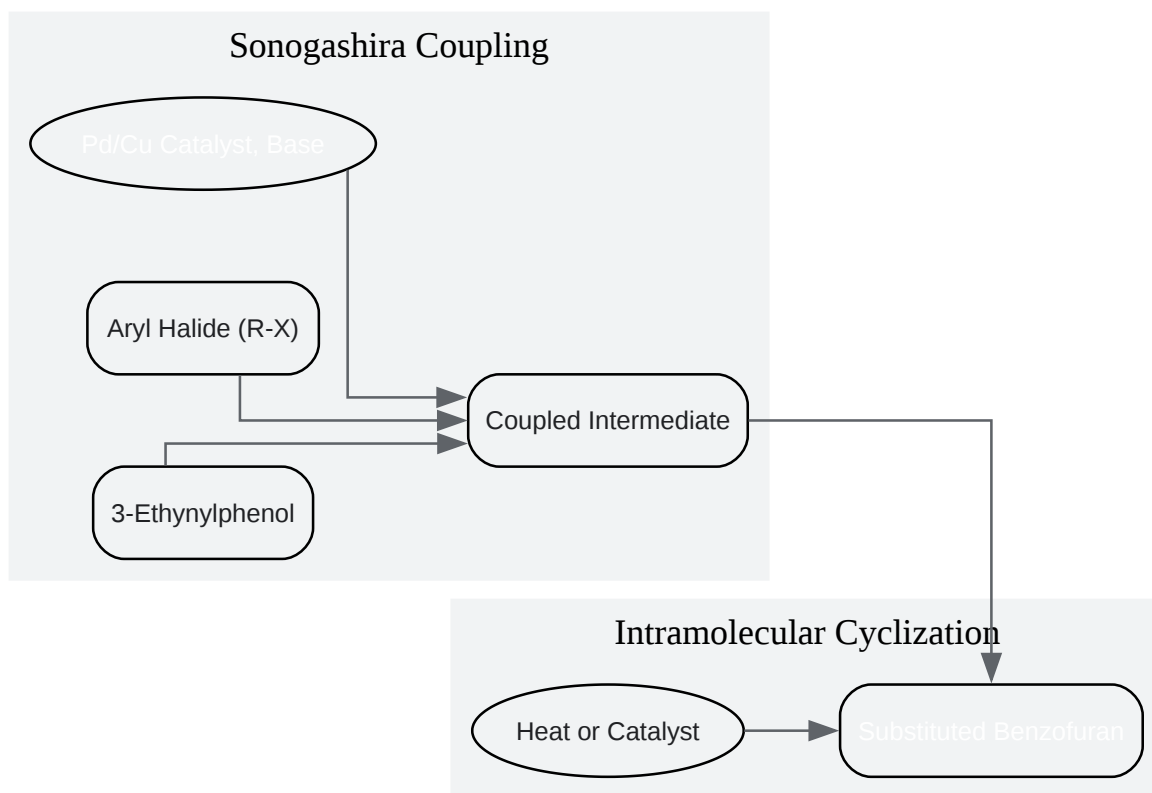 Sonogashira Coupling
Pd/Cu Catalyst, Base
Aryl Halide (R-X)
Coupled Intermediate
3-Ethynylphenol
Intramolecular Cyclization
Heat or Catalyst
Substituted Benzofuran